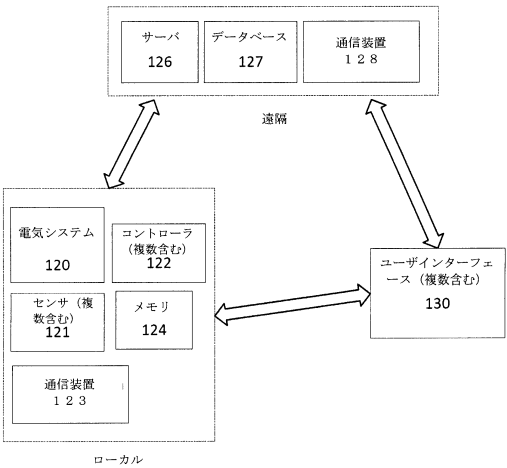 サーバ
126
データベース
127
通信装置
１２８
遠隔
電気システム
120
コントローラ
（複数含む）
122
センサ（複
数含む）
121
メモリ
124
通信装置
１２３
ローカル
ユーザインターフェ
ース（複数含む）
130